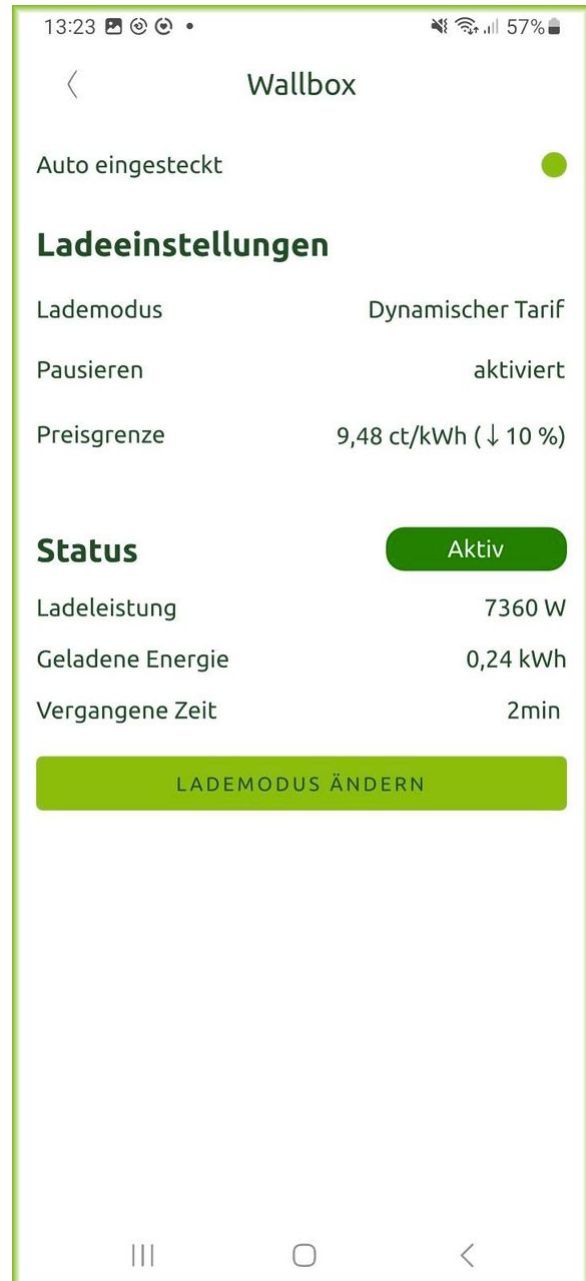 13:23
57%
Wallbox
Auto eingesteckt
Ladeeinstellungen
Lademodus Dynamischer Tarif
Pausieren aktiviert
Preisgrenze 9,48 ct/kWh (↓ 10 %)
Status Aktiv
Ladeleistung 7360 W
Geladene Energie 0,24 kWh
Vergangene Zeit 2min
LADEMODUS ÄNDERN